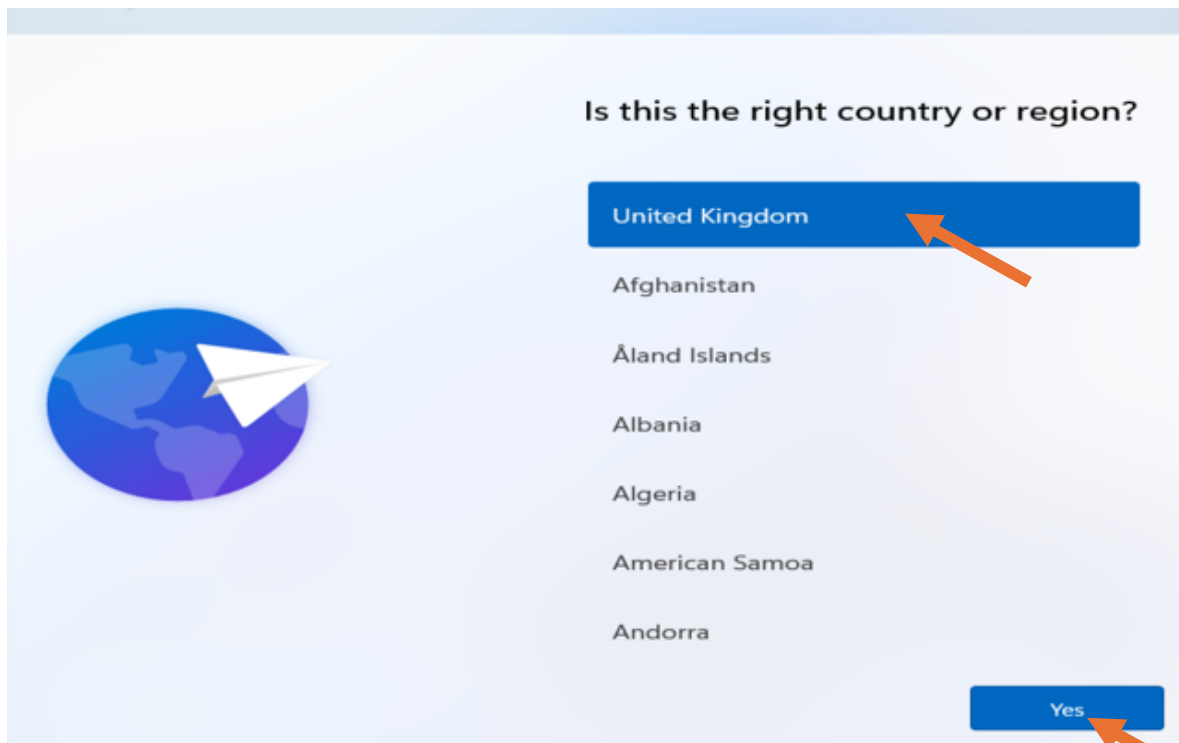 Is this the right country or region?
United Kingdom
Afghanistan
Åland Islands
Albania
Algeria
American Samoa
Andorra
Yes